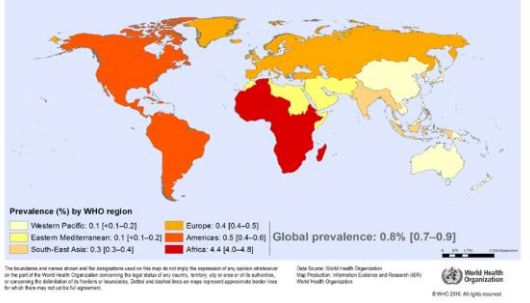 Prevalence (%) by WHO region
Western Pacific: 0.1 [<0.1–0.2]
Eastern Mediterranean: 0.1 [<0.1–0.2]
South-East Asia: 0.3 [0.3–0.4]
Europe: 0.4 [0.4–0.5]
Americas: 0.5 [0.4–0.6]
Africa: 4.4 [4.0–4.8]
Global prevalence: 0.8% [0.7–0.9]
The boundaries and names shown and the designations used on this map do not imply the expression of any opinion whatsoever
on the part of the World Health Organization concerning the legal status of any country, territory, city or area or of its authorities,
or concerning the delimitation of its frontiers or boundaries. Dotted and dashed lines on maps represent approximate border lines
for which there may not yet be full agreement.
Data Source: World Health Organization
Map Production: Information Evidence and Research (IER)
World Health Organization
World Health
Organization
© WHO 2018. All rights reserved.